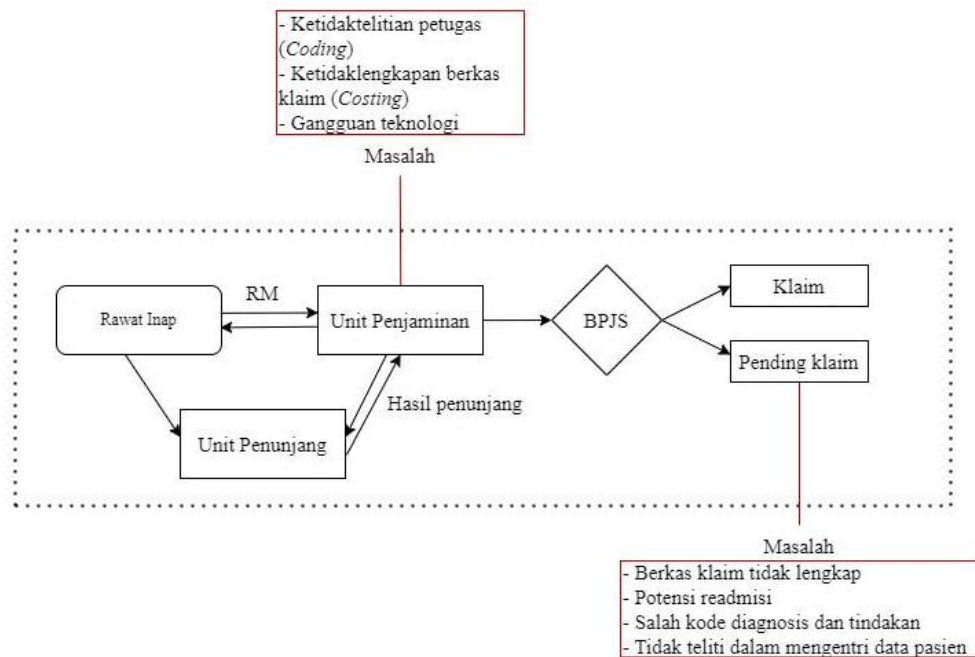 - Ketidaktelitian petugas
(Coding)
- Ketidaklengkapan berkas
klaim (Costing)
- Gangguan teknologi
Masalah
RM
Rawat Inap
Unit Penjaminan
BPJS
Klaim
Pending klaim
Hasil penunjang
Unit Penunjang
Masalah
- Berkas klaim tidak lengkap
- Potensi readmisi
- Salah kode diagnosis dan tindakan
- Tidak teliti dalam mengentri data pasien